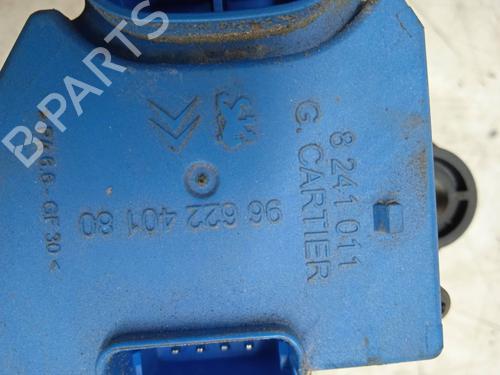 8 241 011
G. CARTIER
96 622 401 80
B-PARTS